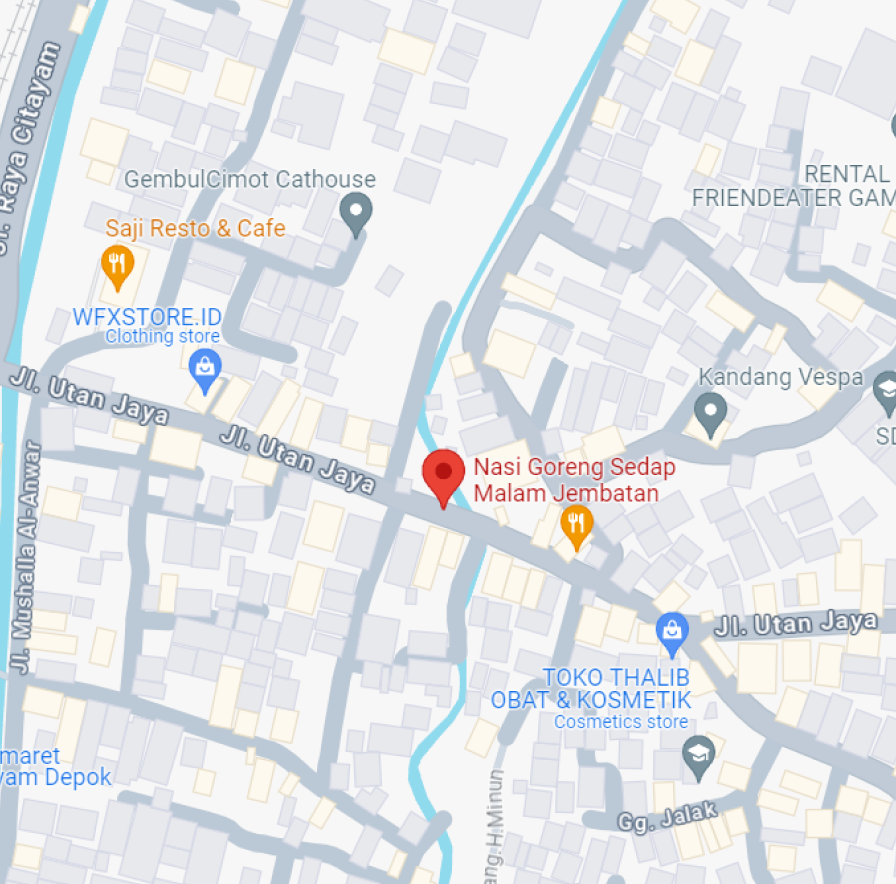 Jl. Raya Citayam
GembulCimot Cathouse
RENTAL
FRIENDEATER GAM
Saji Resto & Cafe
WFXSTORE.ID
Clothing store
Jl. Utan Jaya
Kandang Vespa
Jl. Utan Jaya
SD
Nasi Goreng Sedap
Malam Jembatan
Jl. Mushalla Al-Anwar
Jl. Utan Jaya
TOKO THALIB
OBAT & KOSMETIK
Cosmetics store
maret
yam Depok
Gg. Jalak
ang H.Minun